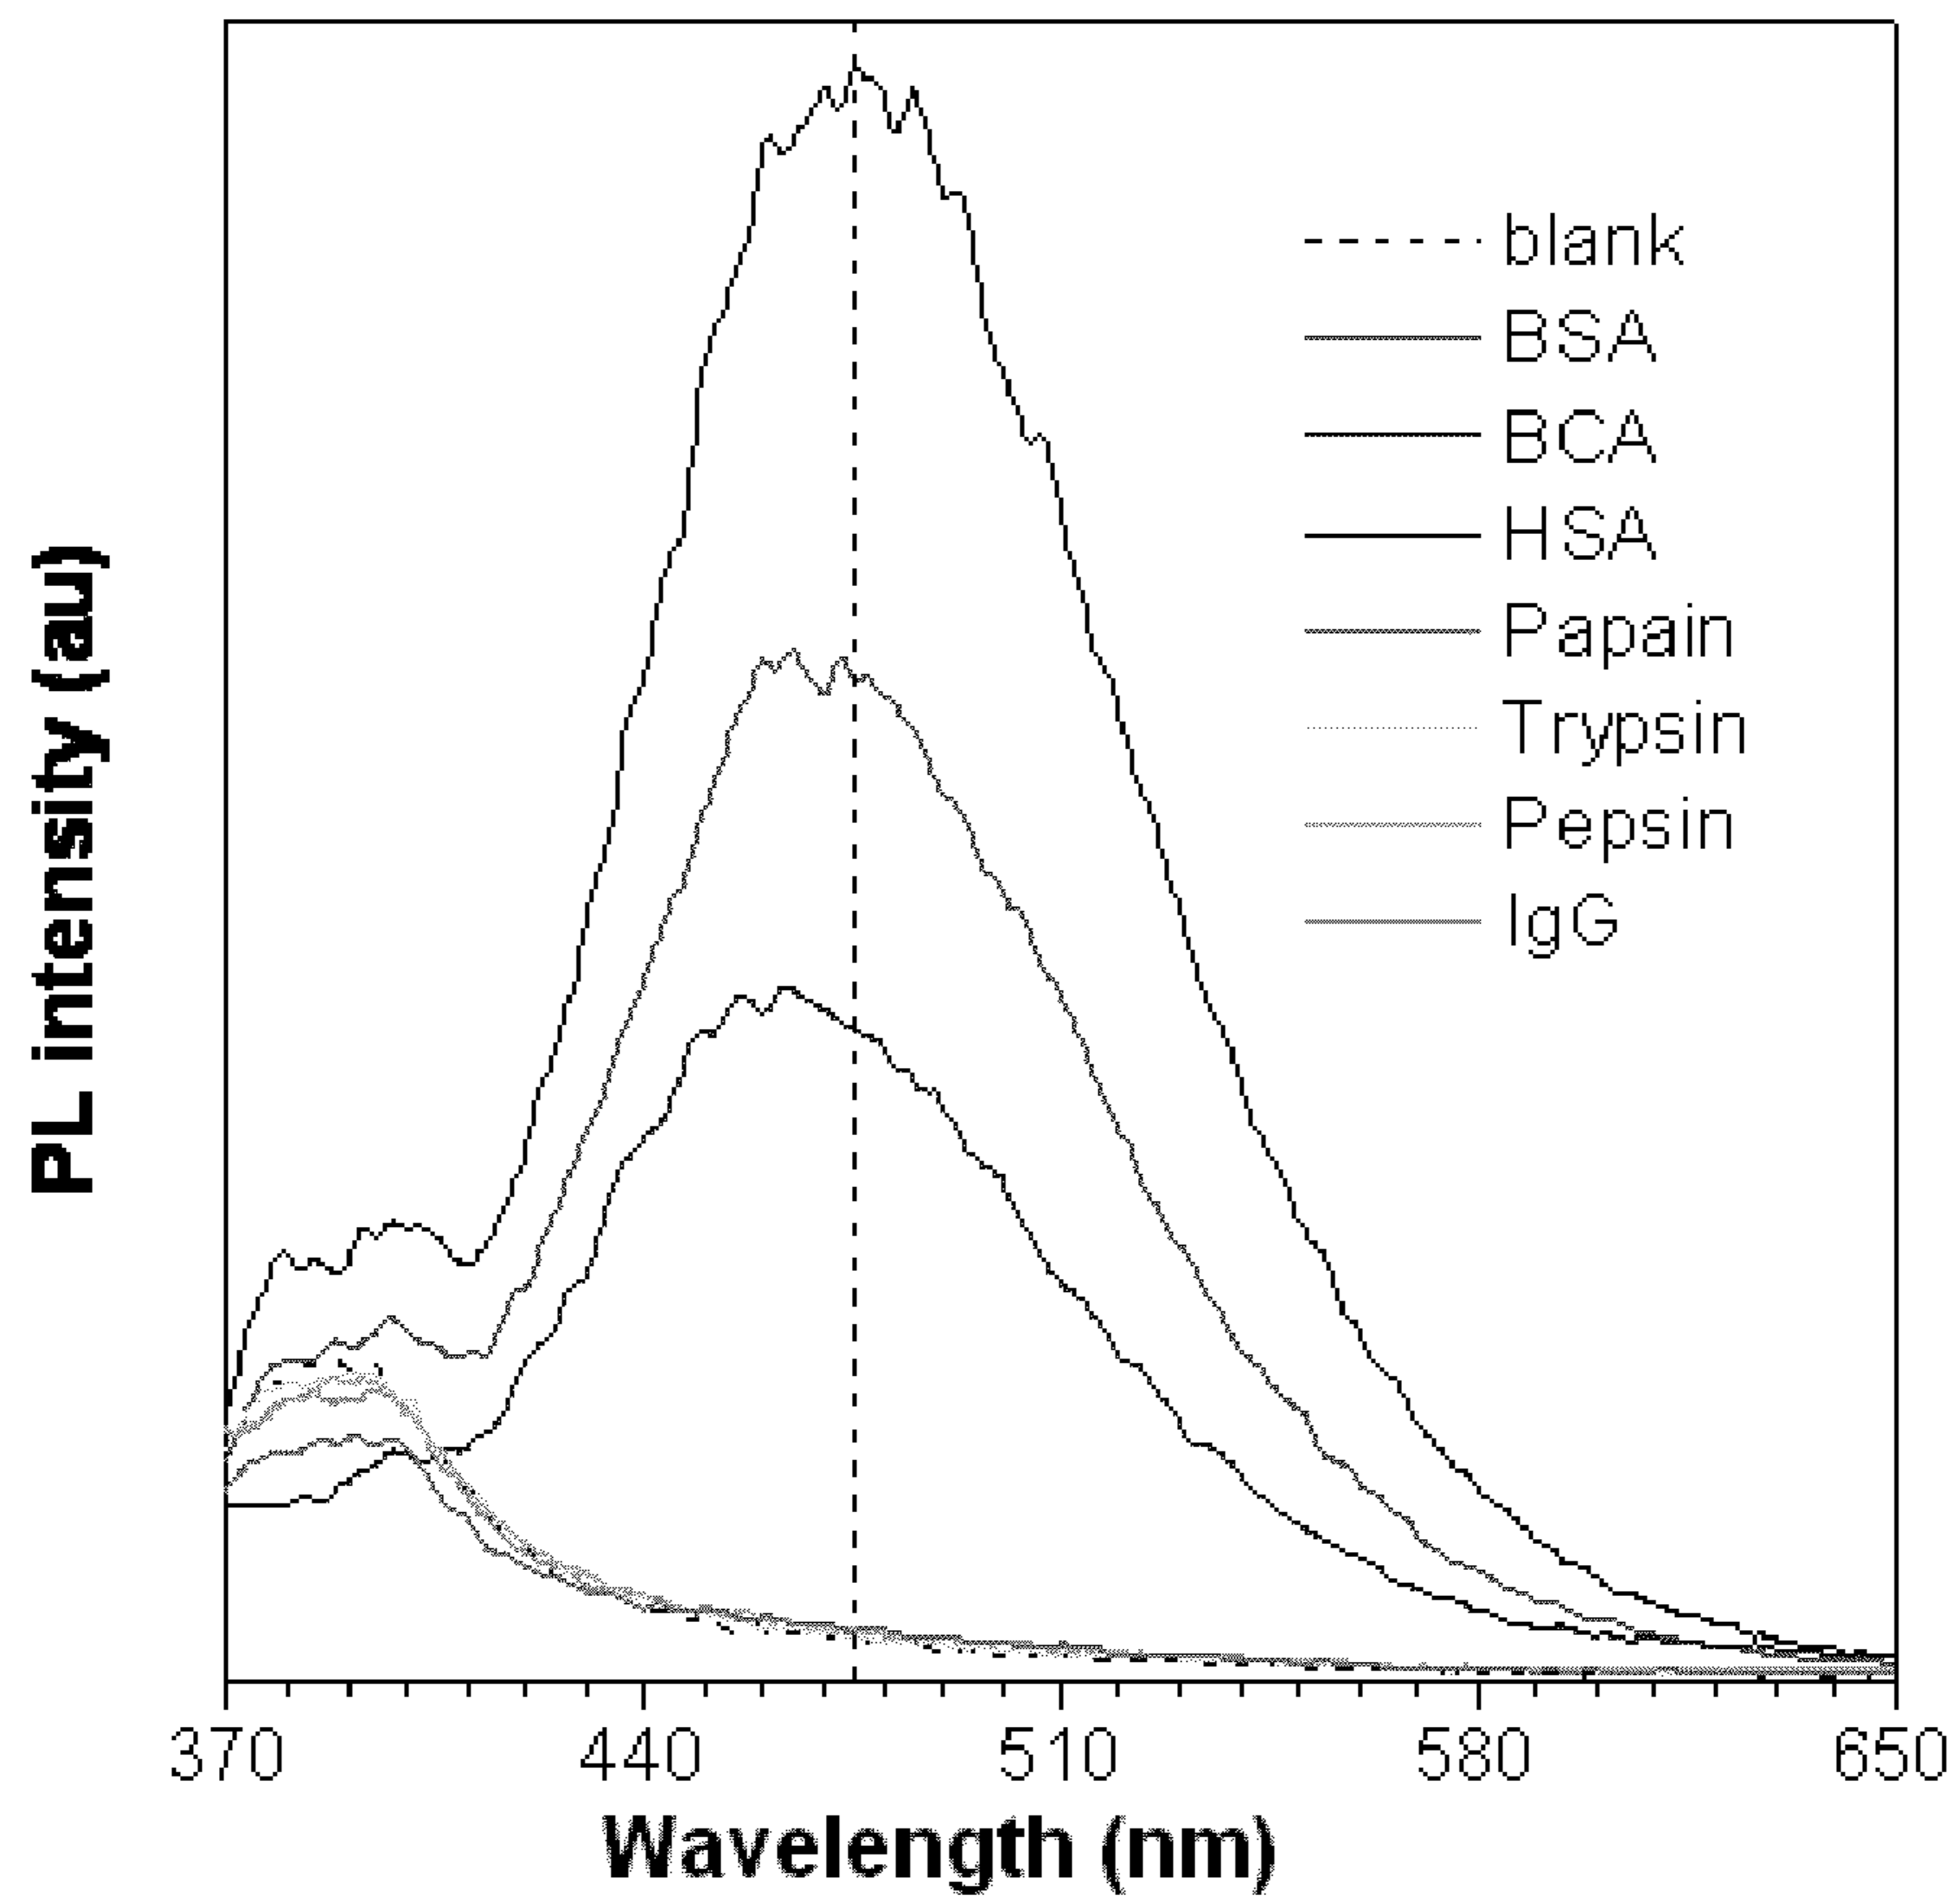 PL intensity (au)
blank
BSA
BCA
HSA
Papain
Trypsin
Pepsin
IgG
370 440 510 580 650
Wavelength (nm)